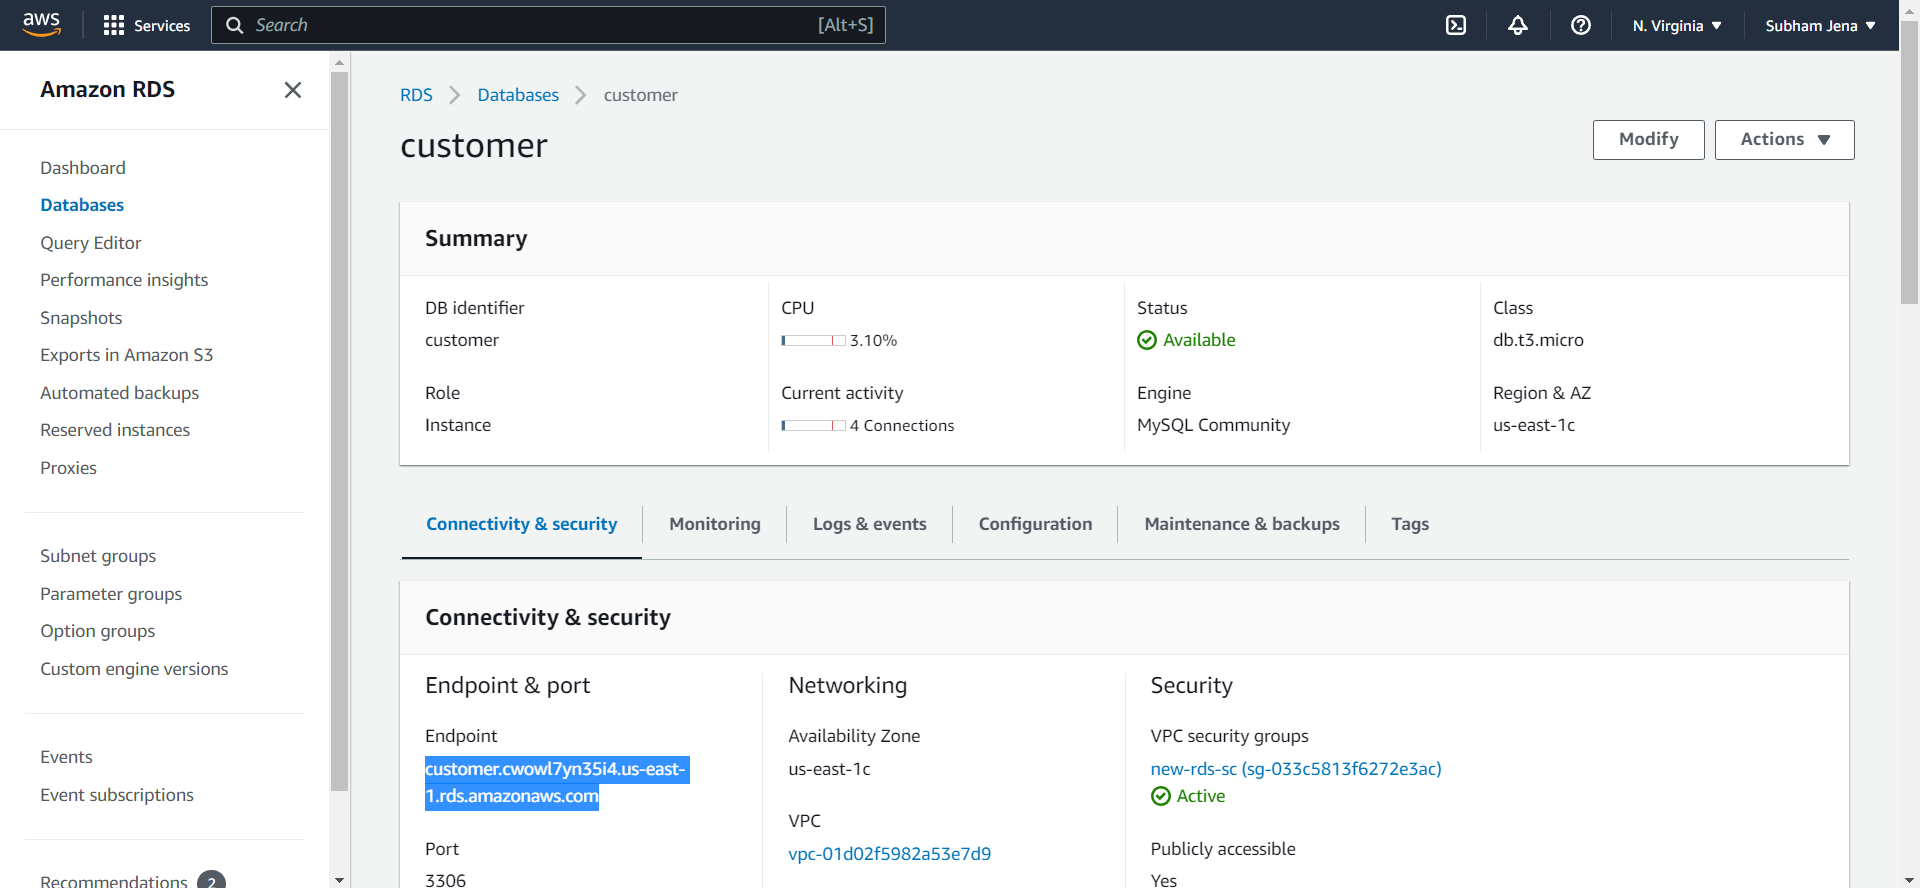 aws
Services
Search
[Alt+S]
N. Virginia
Subham Jena
Amazon RDS
Dashboard
Databases
Query Editor
Performance insights
Snapshots
Exports in Amazon S3
Automated backups
Reserved instances
Proxies
Subnet groups
Parameter groups
Option groups
Custom engine versions
Events
Event subscriptions
Recommendations 2
RDS
Databases
customer
customer
Modify
Actions
Summary
DB identifier
customer
CPU
3.10%
Status
Available
Class
db.t3.micro
Role
Instance
Current activity
4 Connections
Engine
MySQL Community
Region & AZ
us-east-1c
Connectivity & security
Monitoring
Logs & events
Configuration
Maintenance & backups
Tags
Connectivity & security
Endpoint & port
Endpoint
customer.cwowl7yn35i4.us-east-
1.rds.amazonaws.com
Port
3306
Networking
Availability Zone
us-east-1c
VPC
vpc-01d02f5982a53e7d9
Security
VPC security groups
new-rds-sc (sg-033c5813f6272e3ac)
Active
Publicly accessible
Yes